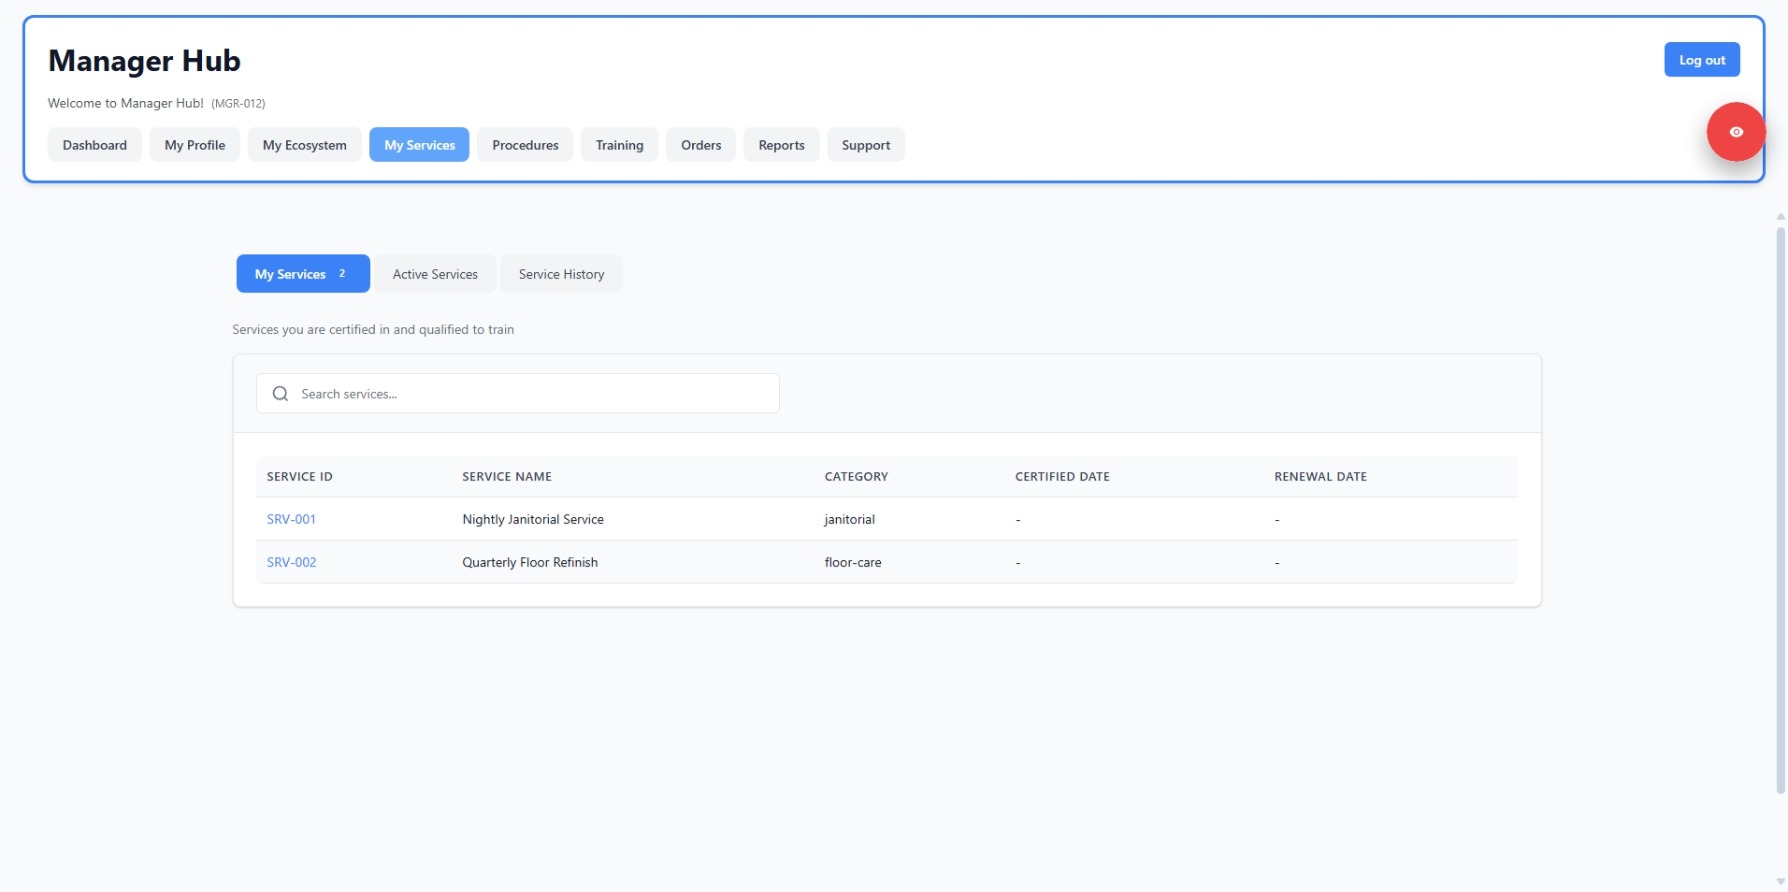 Manager Hub
Log out
Welcome to Manager Hub! (MGR-012)
Dashboard My Profile My Ecosystem My Services Procedures Training Orders Reports Support
My Services 2 Active Services Service History
Services you are certified in and qualified to train
Search services...
SERVICE ID SERVICE NAME CATEGORY CERTIFIED DATE RENEWAL DATE
SRV-001 Nightly Janitorial Service janitorial - -
SRV-002 Quarterly Floor Refinish floor-care - -